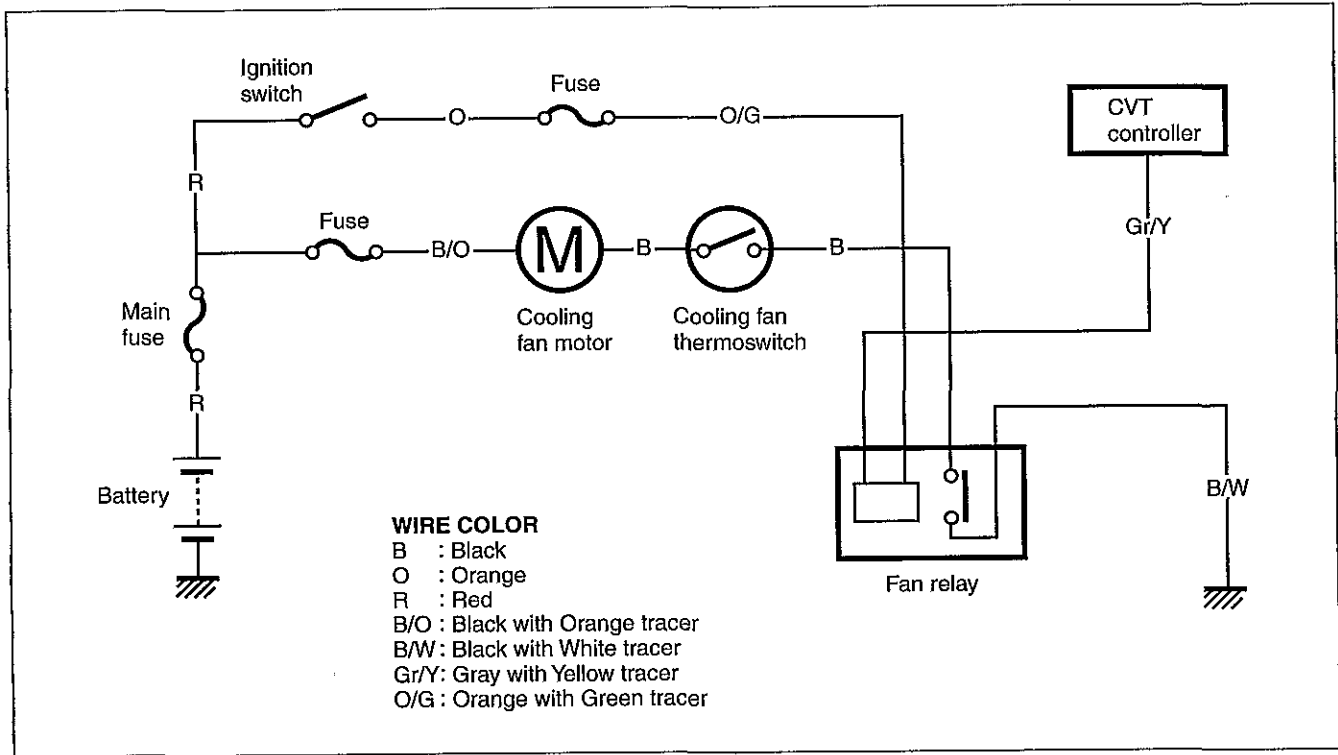 Ignition
switch
Fuse
CVT
controller
O
O/G
R
Gr/Y
Fuse
B/O
M
B
B
Main
fuse
Cooling
fan motor
Cooling fan
thermoswitch
R
Battery
B/W
WIRE COLOR
B : Black
O : Orange
R : Red
B/O : Black with Orange tracer
B/W : Black with White tracer
Gr/Y: Gray with Yellow tracer
O/G : Orange with Green tracer
Fan relay